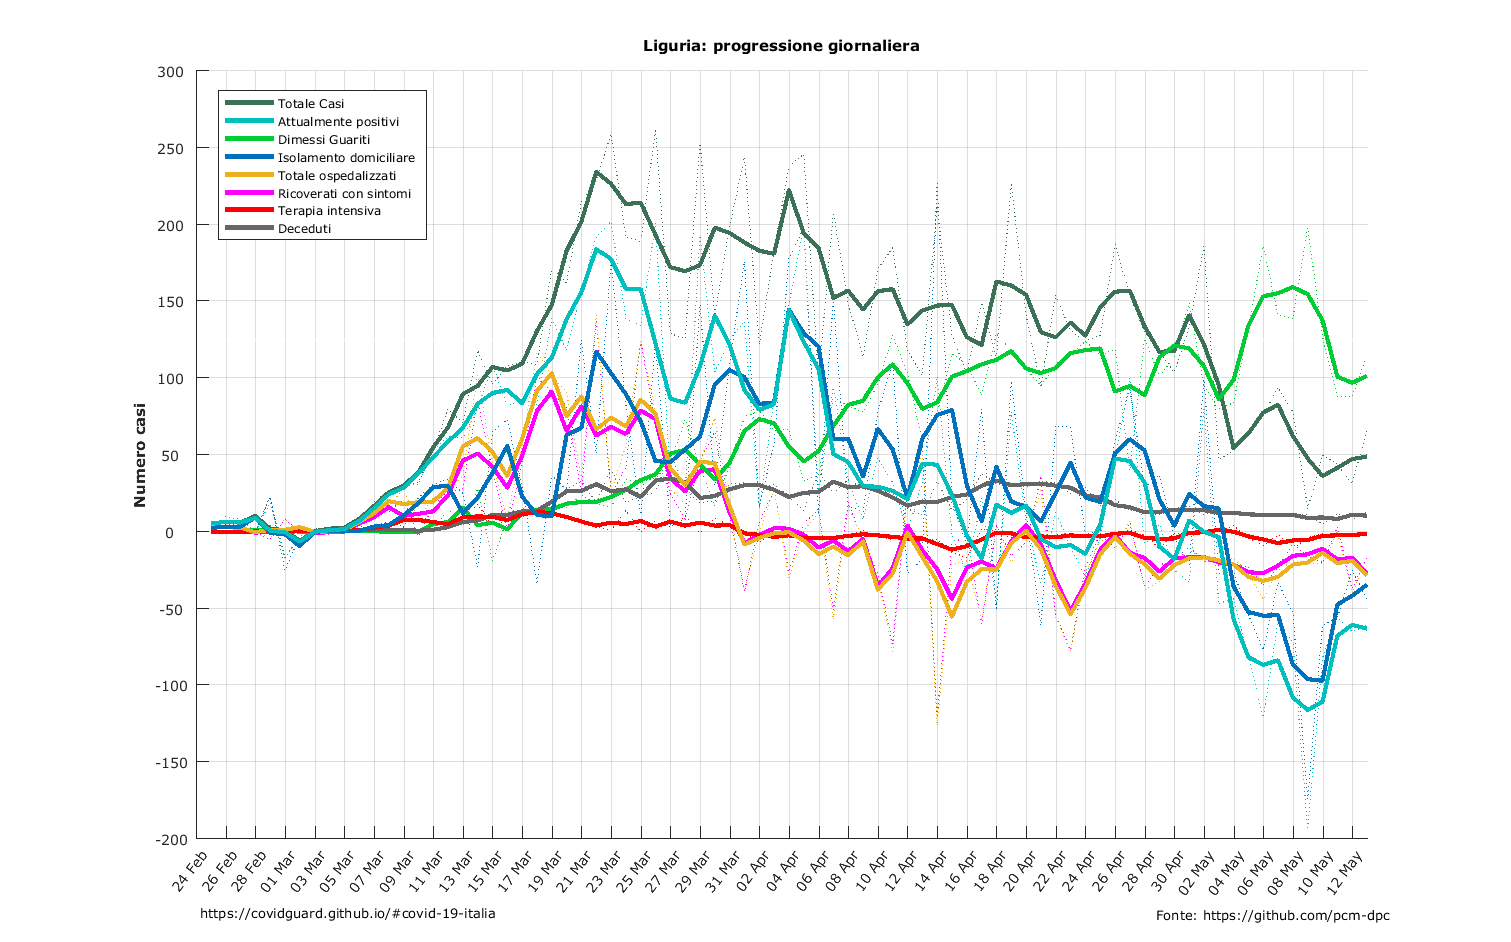 Liguria: progressione giornaliera
300
250
200
150
100
50
0
-50
-100
-150
-200
Numero casi
Totale Casi
Attualmente positivi
Dimessi Guariti
Isolamento domiciliare
Totale ospedalizzati
Ricoverati con sintomi
Terapia intensiva
Deceduti
24 Feb
26 Feb
28 Feb
01 Mar
03 Mar
05 Mar
07 Mar
09 Mar
11 Mar
13 Mar
15 Mar
17 Mar
19 Mar
21 Mar
23 Mar
25 Mar
27 Mar
29 Mar
31 Mar
02 Apr
04 Apr
06 Apr
08 Apr
10 Apr
12 Apr
14 Apr
16 Apr
18 Apr
20 Apr
22 Apr
24 Apr
26 Apr
28 Apr
30 Apr
02 May
04 May
06 May
08 May
10 May
12 May
https://covidguard.github.io/#covid-19-italia
Fonte: https://github.com/pcm-dpc